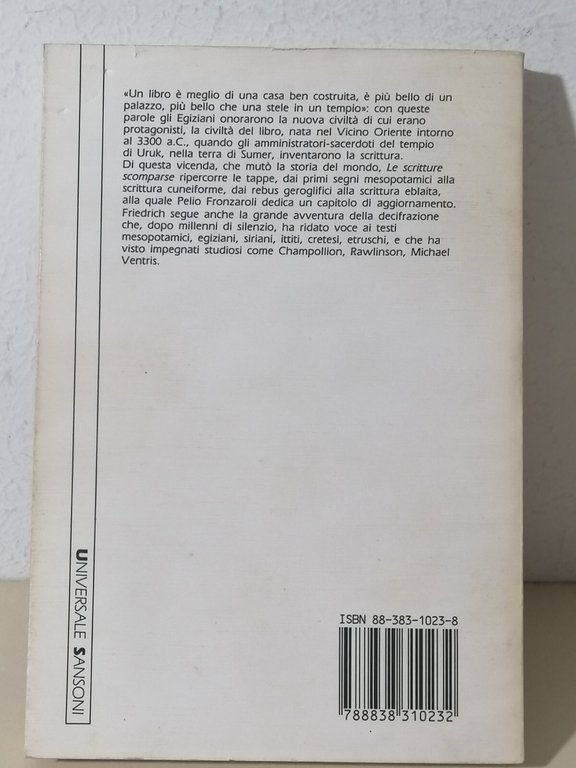 «Un libro è meglio di una casa ben costruita, è più bello di un
palazzo, più bello che una stele in un tempio»: con queste
parole gli Egiziani onorarono la nuova civiltà di cui erano
protagonisti, la civiltà del libro, nata nel Vicino Oriente intorno
al 3300 a.C., quando gli amministratori-sacerdoti del tempio
di Uruk, nella terra di Sumer, inventarono la scrittura.
Di questa vicenda, che mutò la storia del mondo, Le scritture
scomparse ripercorre le tappe, dai primi segni mesopotamici alla
scrittura cuneiforme, dai rebus geroglifici alla scrittura eblaita,
alla quale Pelio Fronzaroli dedica un capitolo di aggiornamento.
Friedrich segue anche la grande avventura della decifrazione
che, dopo millenni di silenzio, ha ridato voce ai testi
mesopotamici, egiziani, siriani, ittiti, cretesi, etruschi, e che ha
visto impegnati studiosi come Champollion, Rawlinson, Michael
Ventris.
UNIVERSALE SANSONI
ISBN 88-383-1023-8
788838 310232